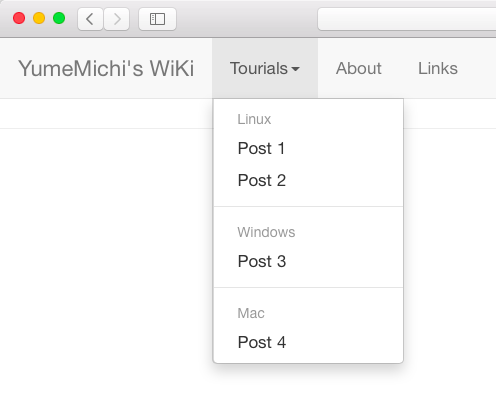 YumeMichi's WiKi Tourials About Links
Linux
Post 1
Post 2
Windows
Post 3
Mac
Post 4